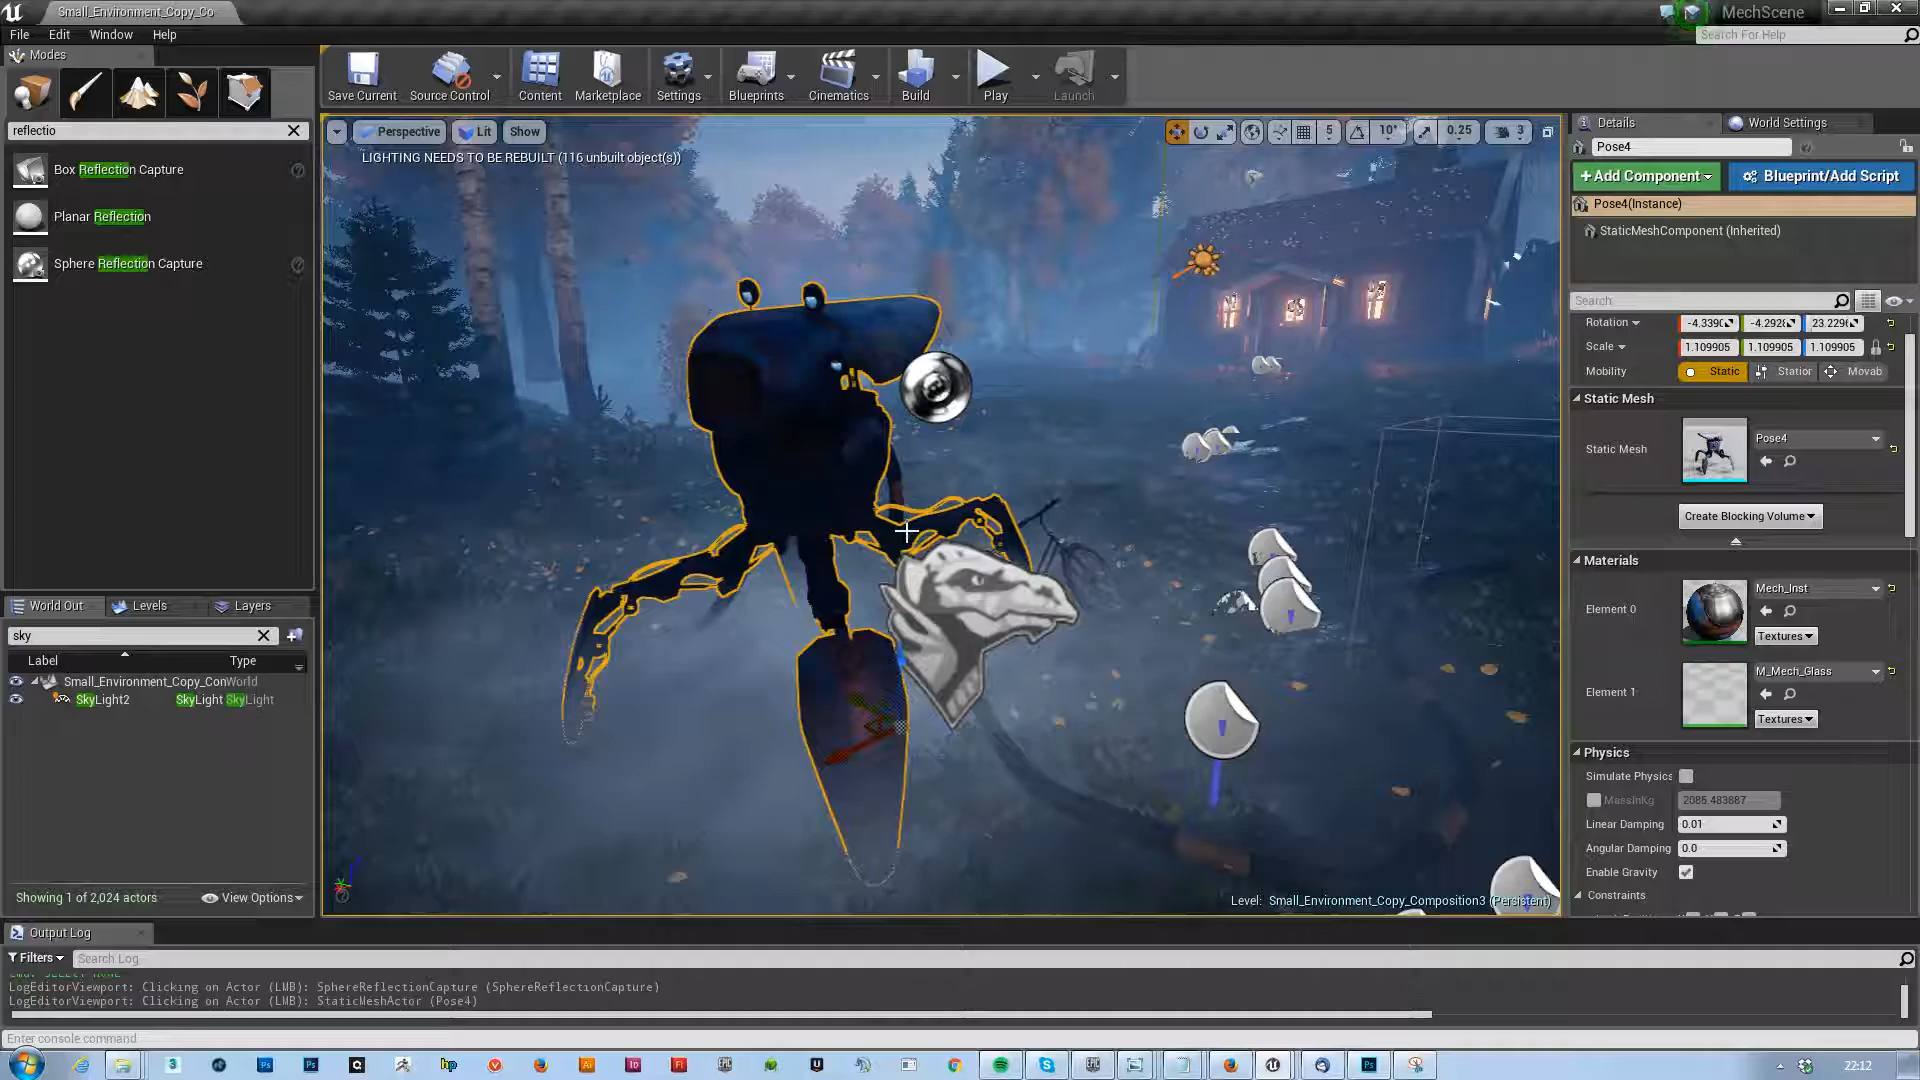 Small_Environment_Copy_Co
MechScene
File Edit Window Help
Search For Help
Modes
reflectio
Box Reflection Capture
Planar Reflection
Sphere Reflection Capture
Save Current
Source Control
Content
Marketplace
Settings
Blueprints
Cinematics
Build
Play
Launch
Perspective
Lit
Show
5
10°
0.25
3
LIGHTING NEEDS TO BE REBUILT (116 unbuilt object(s))
Level: Small_Environment_Copy_Composition3 (Persistent)
World Out
Levels
Layers
sky
Label
Type
Small_Environment_Copy_Con World
SkyLight2 SkyLight SkyLight
Showing 1 of 2,024 actors
View Options
Details
World Settings
Pose4
+Add Component
Blueprint/Add Script
Pose4(Instance)
StaticMeshComponent (Inherited)
Search
Rotation
23.229
Scale 1.109905 1.109905 1.109905
Mobility Static Station Movab
Static Mesh
Static Mesh
Pose4
Create Blocking Volume
Materials
Element 0
Mech_Inst
Textures
Element 1
M_Mech_Glass
Textures
Physics
Simulate Physics
MassInKg 2085.483887
Linear Damping 0.01
Angular Damping 0.0
Enable Gravity
Constraints
Output Log
Filters
Search Log
Cmd: SELECT NONE
LogEditorViewport: Clicking on Actor (LMB): SphereReflectionCapture (SphereReflectionCapture)
LogEditorViewport: Clicking on Actor (LMB): StaticMeshActor (Pose4)
Enter console command
22:12